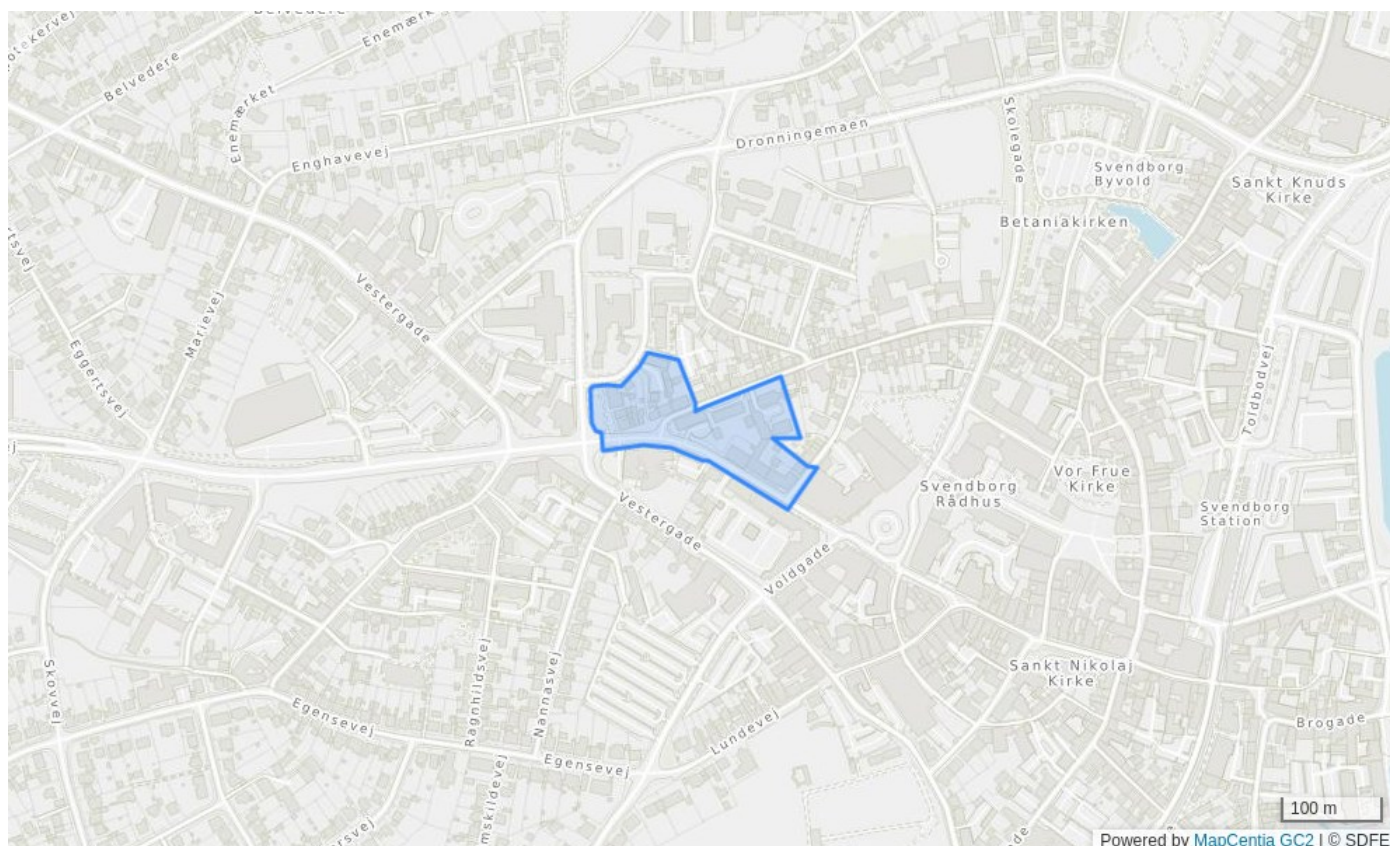 Belvedere
Enemærket
Belvedere
Enemærket
Enghavevej
Dronningemaen
Skolegade
Svendborg
Byvold
Sankt Knuds
Kirke
Betaniakirken
Vestergade
Marievej
Eggertsvej
Toldbodvej
Vor Frue
Kirke
Svendborg
Rådhus
Svendborg
Station
Vestergade
Voldgade
Skovvej
Ragnhildsvej
Nannasvej
Egensevej
Egensevej
Lundevej
Sankt Nikolaj
Kirke
Brogade
100 m
Powered by MapCentia GC2 | © SDFE